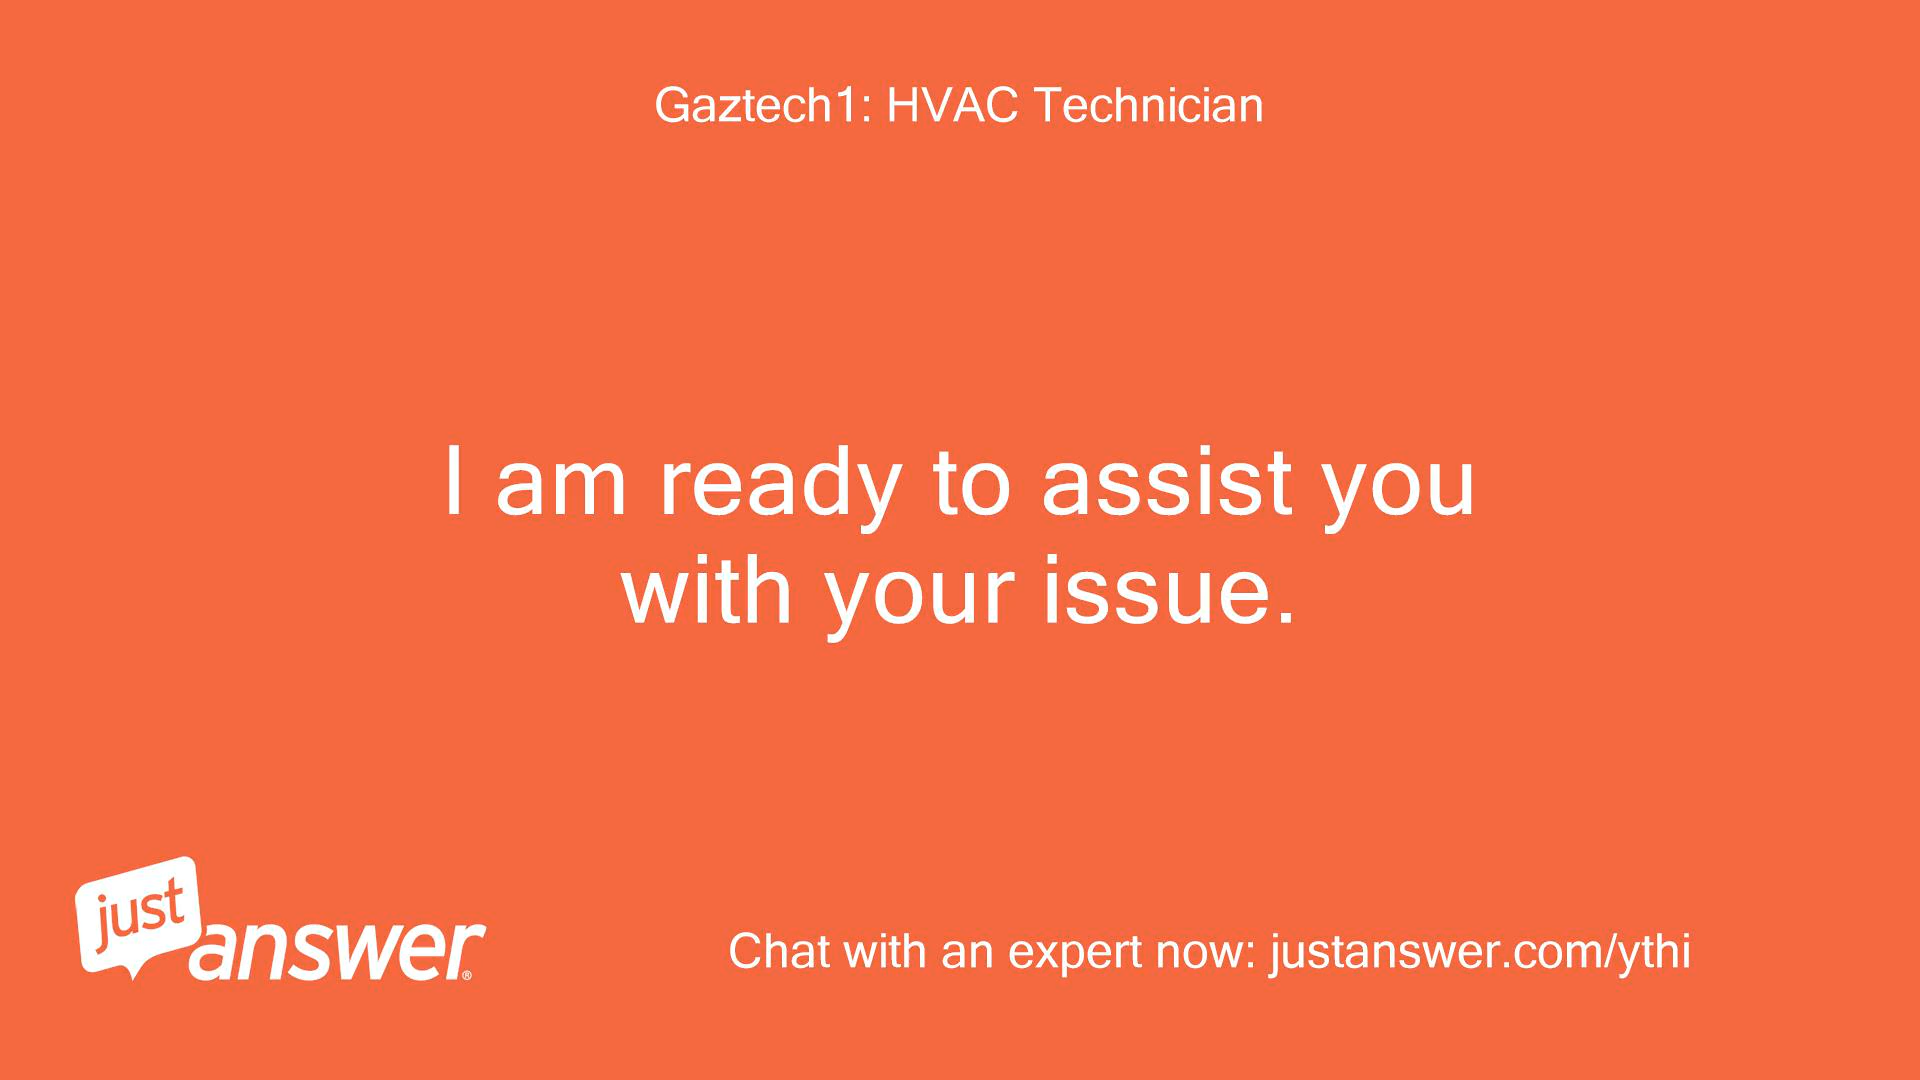 Gaztech1: HVAC Technician
I am ready to assist you
with your issue.
just
answer®
Chat with an expert now: justanswer.com/ythi